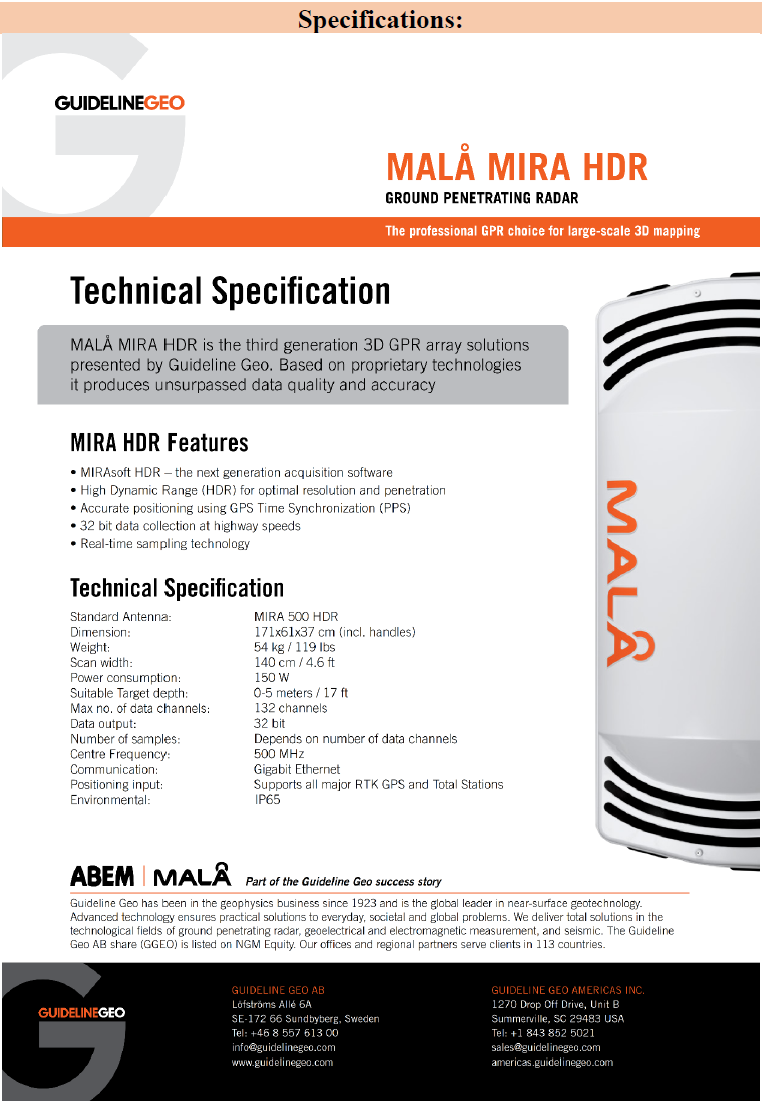 Specifications:
GUIDELINEGEO
MALÅ MIRA HDR
GROUND PENETRATING RADAR
The professional GPR choice for large-scale 3D mapping
Technical Specification
MALÅ MIRA HDR is the third generation 3D GPR array solutions
presented by Guideline Geo. Based on proprietary technologies
it produces unsurpassed data quality and accuracy
MIRA HDR Features
• MIRAsoft HDR – the next generation acquisition software
• High Dynamic Range (HDR) for optimal resolution and penetration
• Accurate positioning using GPS Time Synchronization (PPS)
• 32 bit data collection at highway speeds
• Real-time sampling technology
MALÅ
Technical Specification
Standard Antenna: MIRA 500 HDR
Dimension: 171x61x37 cm (incl. handles)
Weight: 54 kg / 119 lbs
Scan width: 140 cm / 4.6 ft
Power consumption: 150 W
Suitable Target depth: 0-5 meters / 17 ft
Max no. of data channels: 132 channels
Data output: 32 bit
Number of samples: Depends on number of data channels
Centre Frequency: 500 MHz
Communication: Gigabit Ethernet
Positioning input: Supports all major RTK GPS and Total Stations
Environmental: IP65
ABEM | MALÅ Part of the Guideline Geo success story
Guideline Geo has been in the geophysics business since 1923 and is the global leader in near-surface geotechnology.
Advanced technology ensures practical solutions to everyday, societal and global problems. We deliver total solutions in the
technological fields of ground penetrating radar, geoelectrical and electromagnetic measurement, and seismic. The Guideline
Geo AB share (GGEO) is listed on NGM Equity. Our offices and regional partners serve clients in 113 countries.
GUIDELINEGEO
GUIDELINE GEO AB
Löfströms Allé 6A
SE-172 66 Sundbyberg, Sweden
Tel: +46 8 557 613 00
info@guidelinegeo.com
www.guidelinegeo.com
GUIDELINE GEO AMERICAS INC.
1270 Drop Off Drive, Unit B
Summerville, SC 29483 USA
Tel: +1 843 852 5021
sales@guidelinegeo.com
americas.guidelinegeo.com